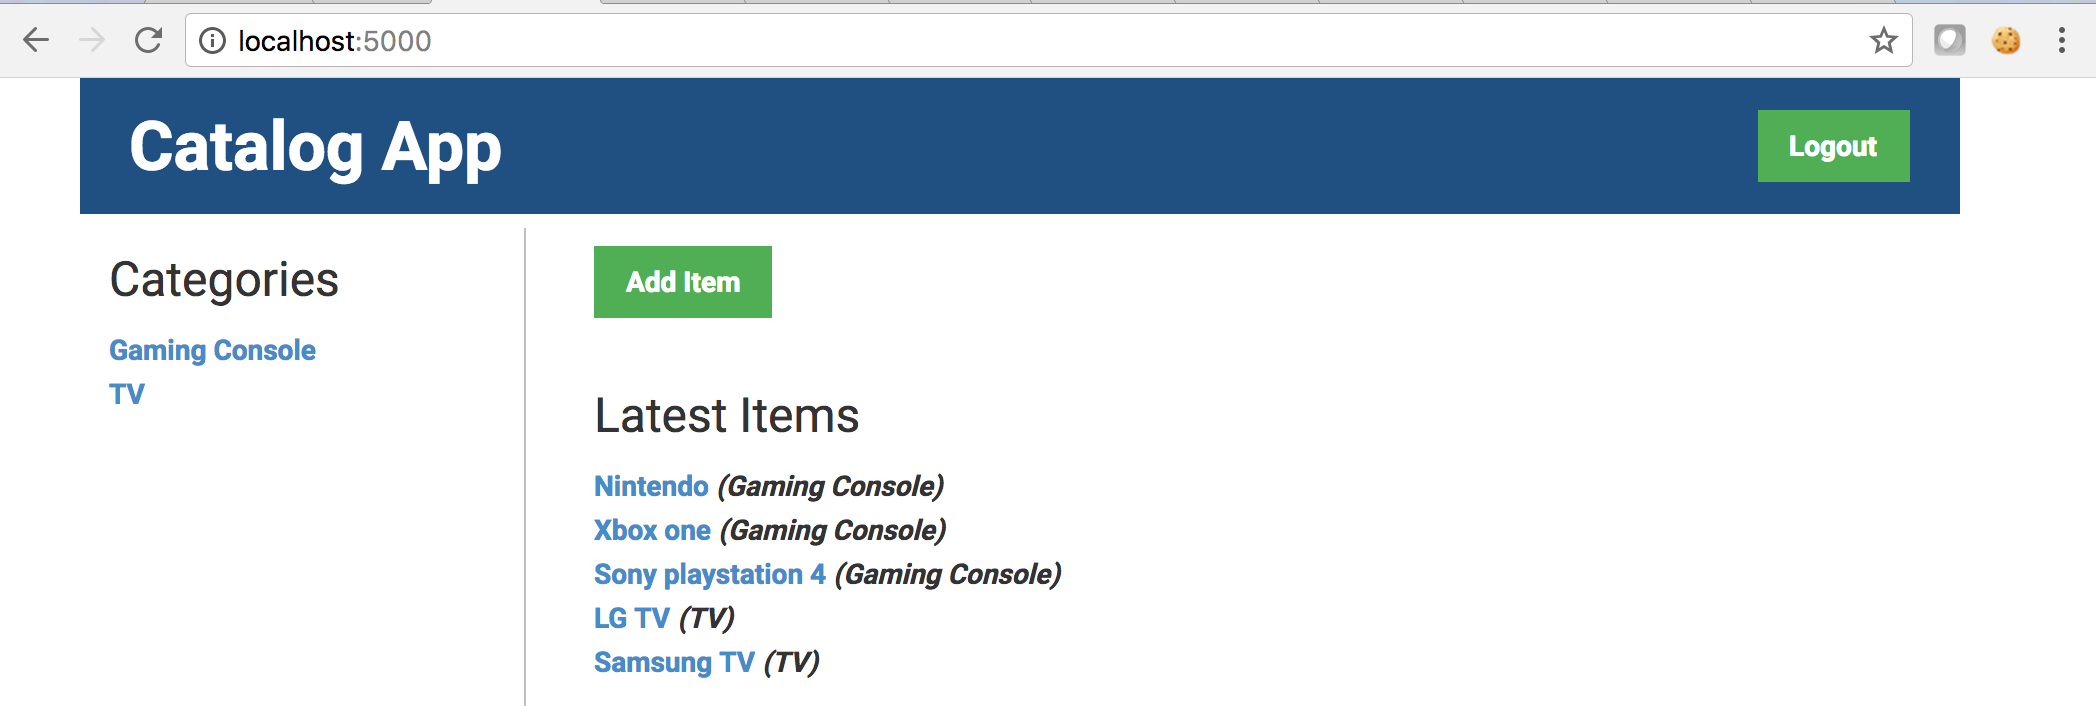 localhost:5000
Catalog App
Logout
Categories
Gaming Console
TV
Add Item
Latest Items
Nintendo (Gaming Console)
Xbox one (Gaming Console)
Sony playstation 4 (Gaming Console)
LG TV (TV)
Samsung TV (TV)